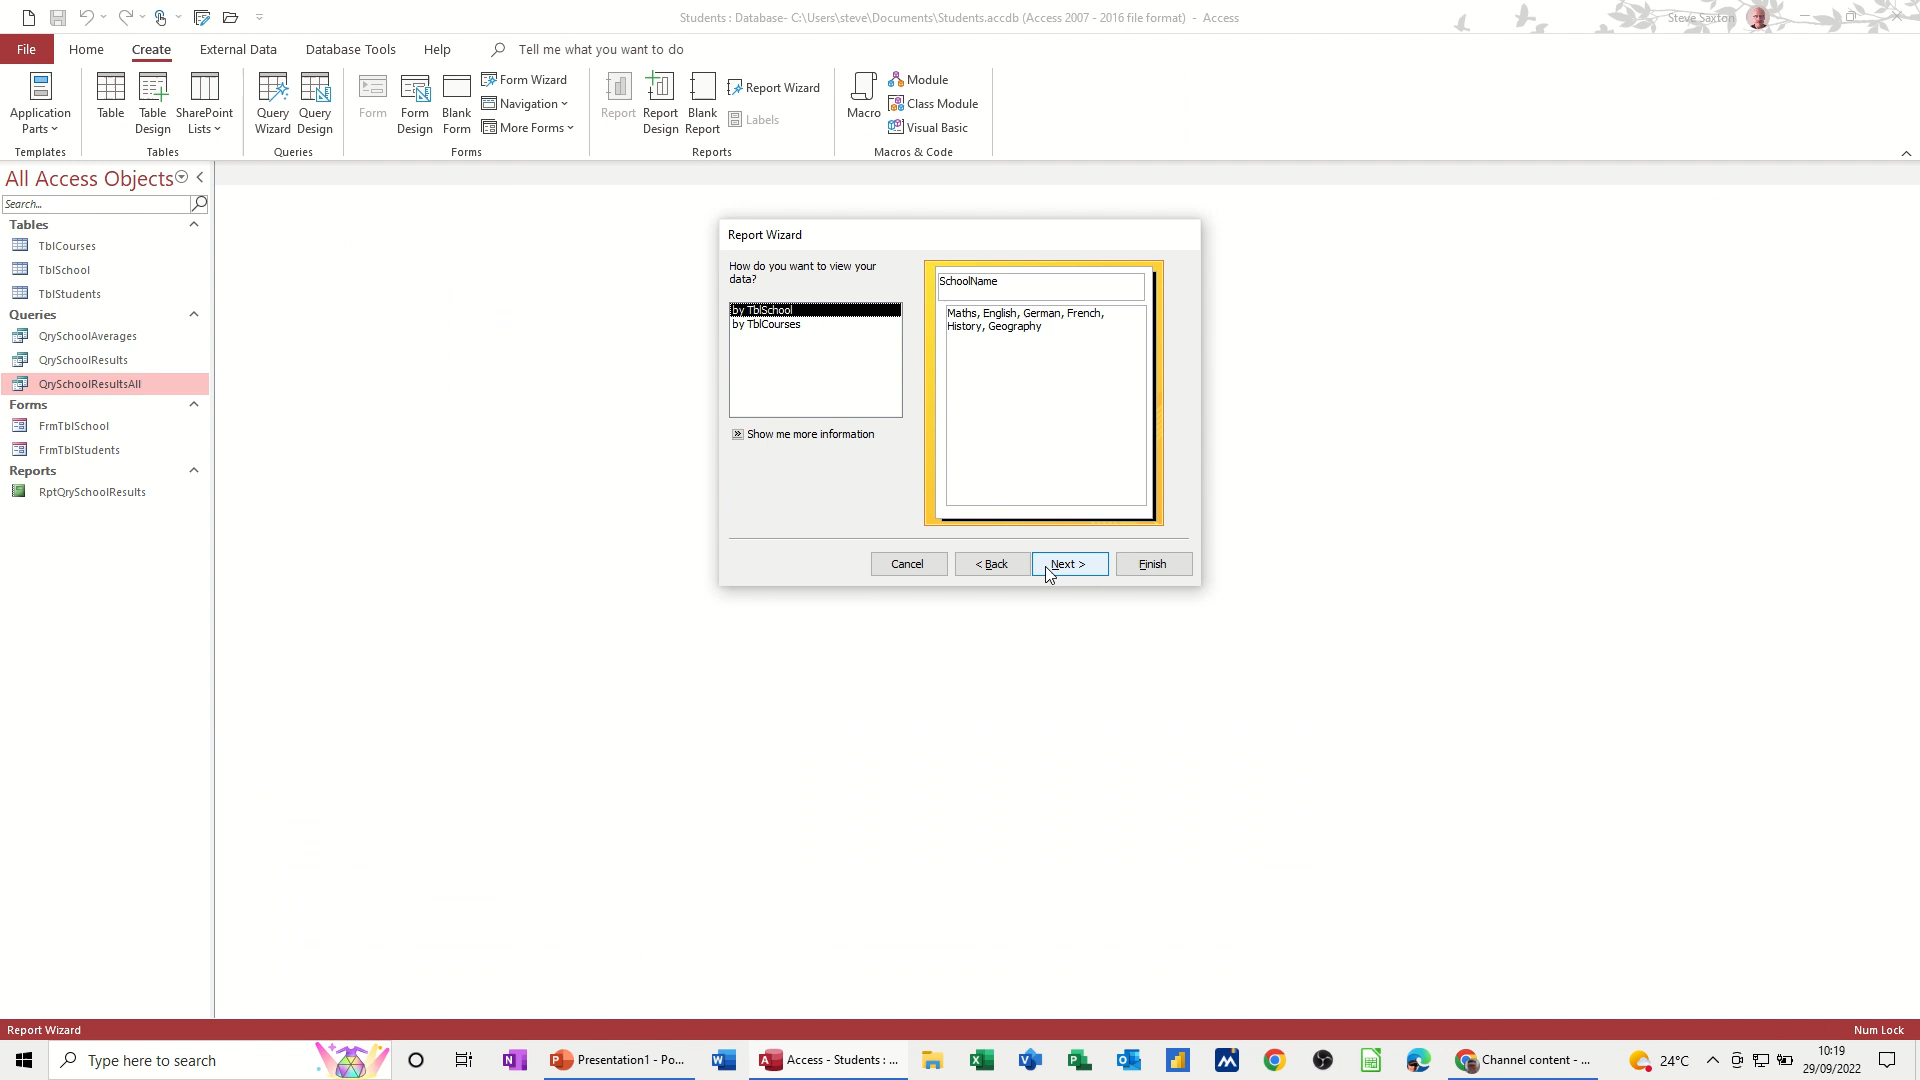 Students : Database- C:\Users\steve\Documents\Students.accdb (Access 2007 - 2016 file format) - Access
Steve Saxton
File
Home
Create
External Data
Database Tools
Help
Tell me what you want to do
Application Parts
Table
Table Design
SharePoint Lists
Query Wizard
Query Design
Form
Form Design
Blank Form
Form Wizard
Navigation
More Forms
Report
Report Design
Blank Report
Report Wizard
Labels
Macro
Module
Class Module
Visual Basic
Templates
Tables
Queries
Forms
Reports
Macros & Code
All Access Objects
Search...
Tables
TblCourses
TblSchool
TblStudents
Queries
QrySchoolAverages
QrySchoolResults
QrySchoolResultsAll
Forms
FrmTblSchool
FrmTblStudents
Reports
RptQrySchoolResults
Report Wizard
How do you want to view your
data?
by TblSchool
by TblCourses
Show me more information
SchoolName
Maths, English, German, French,
History, Geography
Cancel
< Back
Next >
Finish
Report Wizard
Num Lock
Type here to search
Presentation1 - Po...
Access - Students : ...
Channel content - ...
24°C
10:19
29/09/2022